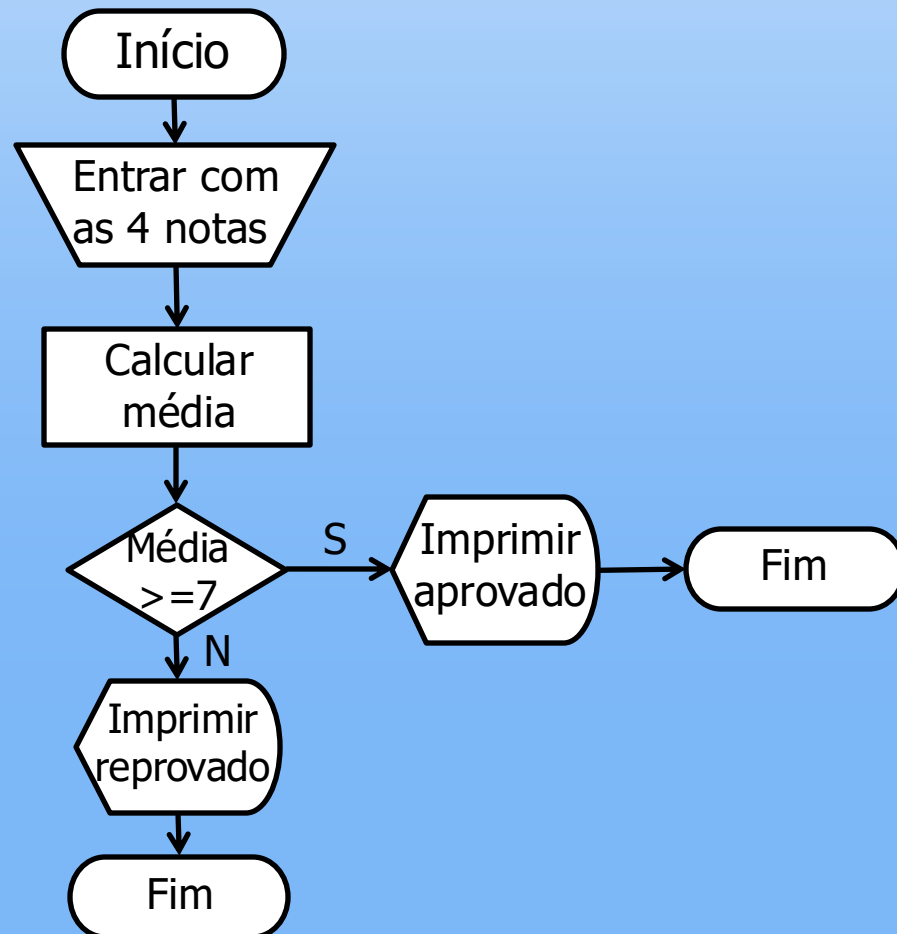 Início
Entrar com
as 4 notas
Calcular
média
Média
>=7
S
Imprimir
aprovado
Fim
N
Imprimir
reprovado
Fim